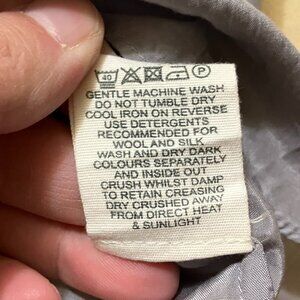 40 P
GENTLE MACHINE WASH
DO NOT TUMBLE DRY
COOL IRON ON REVERSE
USE DETERGENTS
RECOMMENDED FOR
WOOL AND SILK
WASH AND DRY DARK
COLOURS SEPARATELY
AND INSIDE OUT
CRUSH WHILST DAMP
TO RETAIN CREASING
DRY CRUSHED AWAY
FROM DIRECT HEAT
& SUNLIGHT